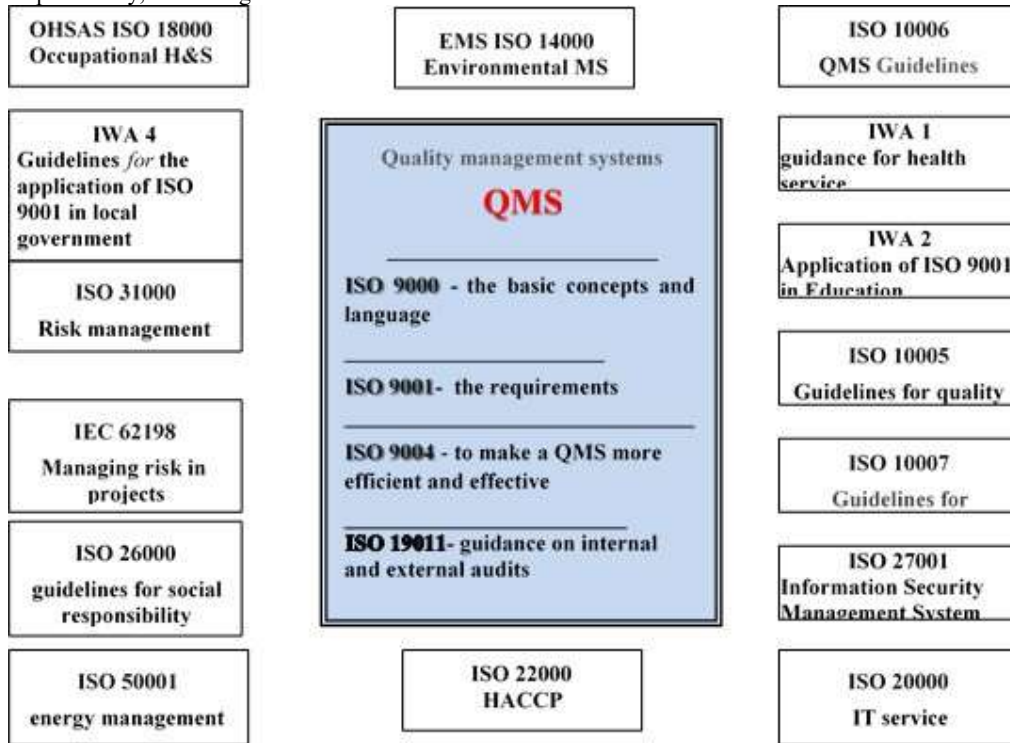 OHSAS ISO 18000
Occupational H&S
EMS ISO 14000
Environmental MS
ISO 10006
QMS Guidelines
IWA 4
Guidelines for the
application of ISO
9001 in local
government
ISO 31000
Risk management
IEC 62198
Managing risk in
projects
ISO 26000
guidelines for social
responsibility
ISO 50001
energy management
Quality management systems
QMS
ISO 9000 - the basic concepts and
language
ISO 9001- the requirements
ISO 9004 - to make a QMS more
efficient and effective
ISO 19011- guidance on internal
and external audits
ISO 22000
HACCP
IWA 1
guidance for health
service
IWA 2
Application of ISO 9001
in Education
ISO 10005
Guidelines for quality
ISO 10007
Guidelines for
ISO 27001
Information Security
Management System
ISO 20000
IT service